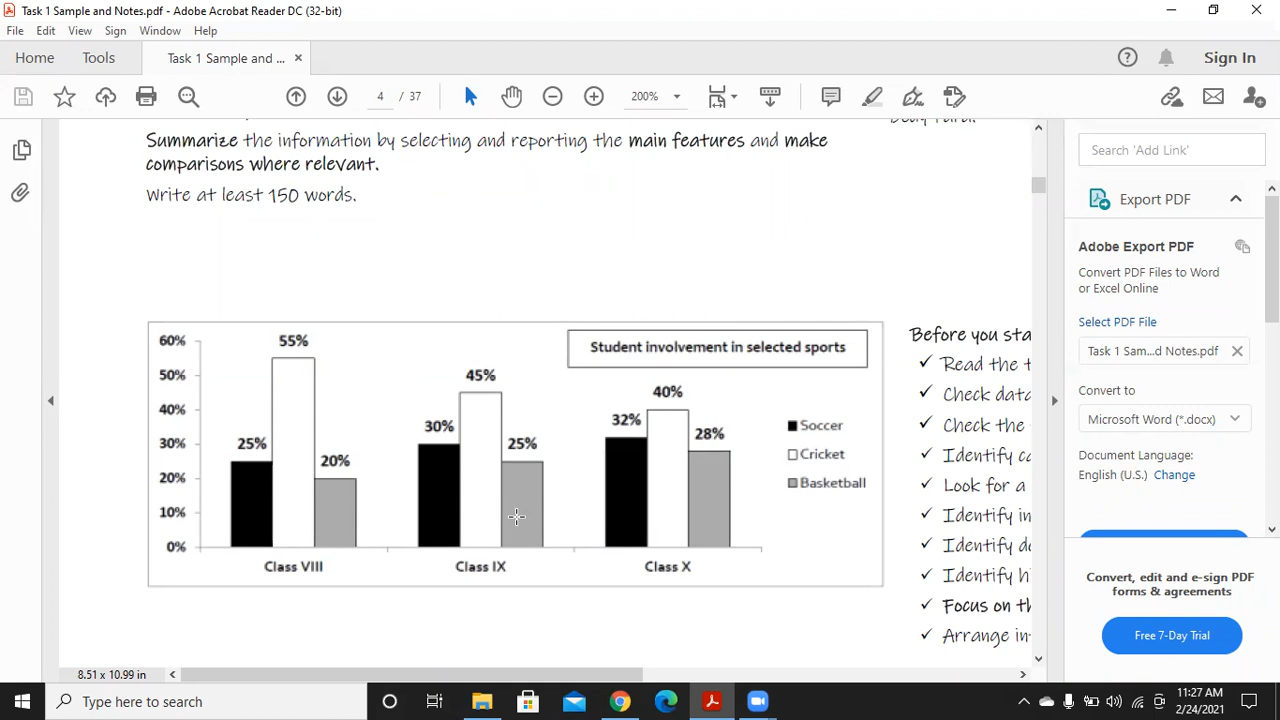 Task 1 Sample and Notes.pdf - Adobe Acrobat Reader DC (32-bit)
File Edit View Sign Window Help
Home Tools Task 1 Sample and ... × Sign In
4 / 37 200%
Summarize the information by selecting and reporting the main features and make
comparisons where relevant.
Write at least 150 words.
Student involvement in selected sports
60%
50%
40%
30%
20%
10%
0%
25% 55% 20%
30% 45% 25%
32% 40% 28%
Class VIII Class IX Class X
Soccer
Cricket
Basketball
Before you sta
Read the t
Check data
Check the
Identify ca
Look for a
Identify in
Identify de
Identify hi
Focus on th
Arrange in
8.51 x 10.99 in
Search 'Add Link'
Export PDF
Adobe Export PDF
Convert PDF Files to Word
or Excel Online
Select PDF File
Task 1 Sam...d Notes.pdf
Convert to
Microsoft Word (*.docx)
Document Language:
English (U.S.) Change
Convert, edit and e-sign PDF
forms & agreements
Free 7-Day Trial
Type here to search
11:27 AM
2/24/2021